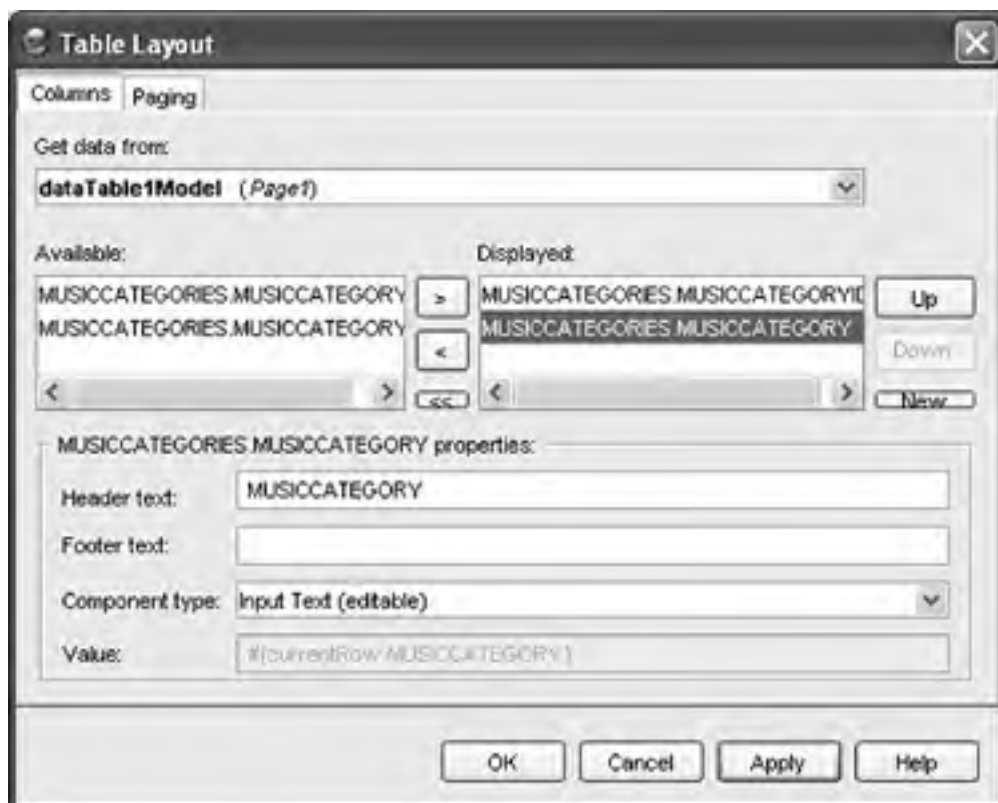 Table Layout
Columns Paging
Get data from:
dataTable1Model (Page1)
Available: Displayed:
MUSICCATEGORIES.MUSICCATEGORY > MUSICCATEGORIES.MUSICCATEGORYID Up
MUSICCATEGORIES.MUSICCATEGORY < MUSICCATEGORIES.MUSICCATEGORY Down
<< New
MUSICCATEGORIES.MUSICCATEGORY properties:
Header text: MUSICCATEGORY
Footer text:
Component type: Input Text (editable)
Value: #{currentRow.MUSICCATEGORY}
OK Cancel Apply Help